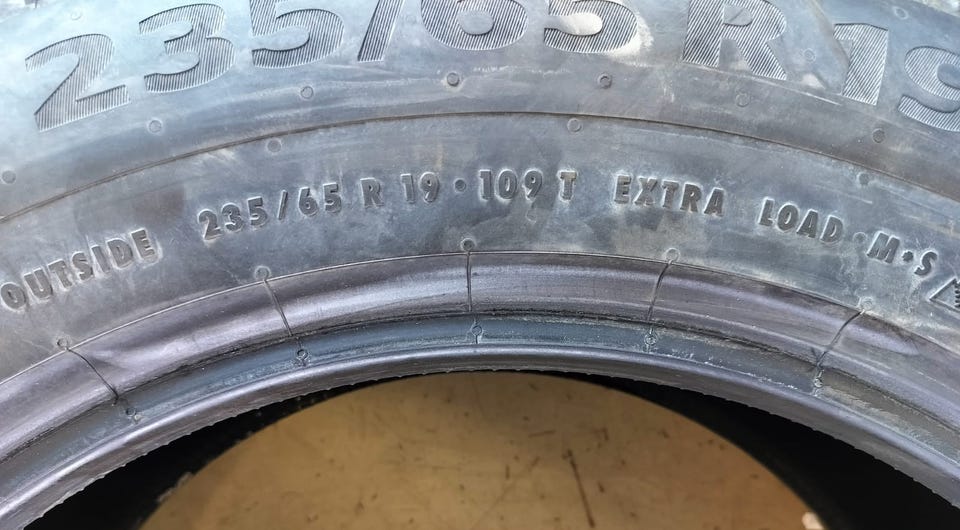 235/65 R 19
OUTSIDE 235/65 R 19 · 109 T EXTRA LOAD · M·S